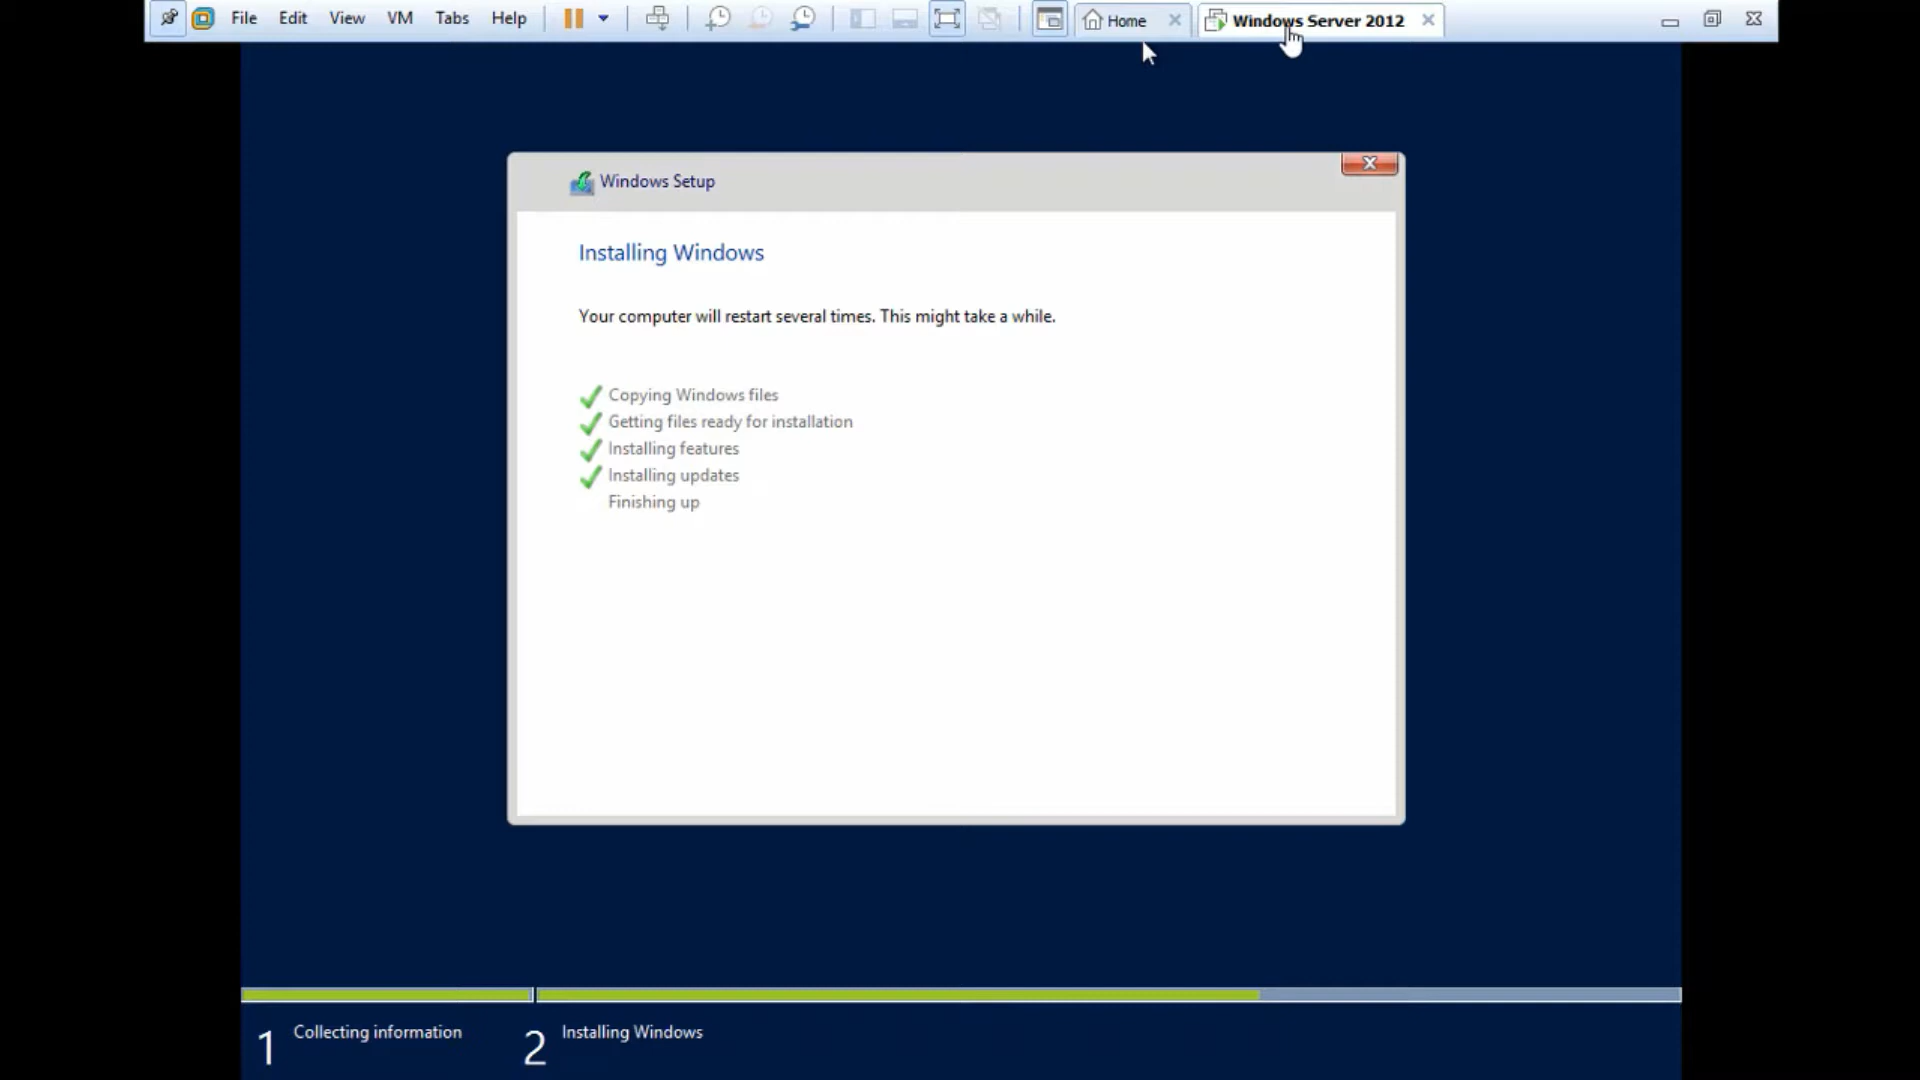 File Edit View VM Tabs Help Home Windows Server 2012
Windows Setup
Installing Windows
Your computer will restart several times. This might take a while.
Copying Windows files
Getting files ready for installation
Installing features
Installing updates
Finishing up
1 Collecting information 2 Installing Windows